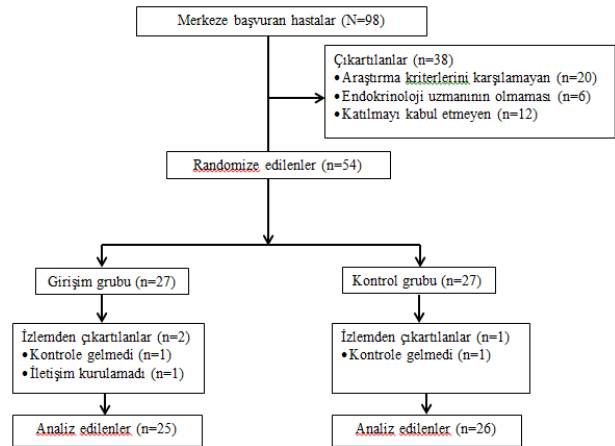 Merkeze başvuran hastalar (N=98)
Çıkartılanlar (n=38)
•Araştırma kriterlerini karşılamayan (n=20)
•Endokrinoloji uzmanının olmaması (n=6)
•Katılmayı kabul etmeyen (n=12)
Randomize edilenler (n=54)
Girişim grubu (n=27)
Kontrol grubu (n=27)
İzlemden çıkartılanlar (n=2)
•Kontrole gelmedi (n=1)
•İletişim kurulamadı (n=1)
İzlemden çıkartılanlar (n=1)
•Kontrole gelmedi (n=1)
Analiz edilenler (n=25)
Analiz edilenler (n=26)